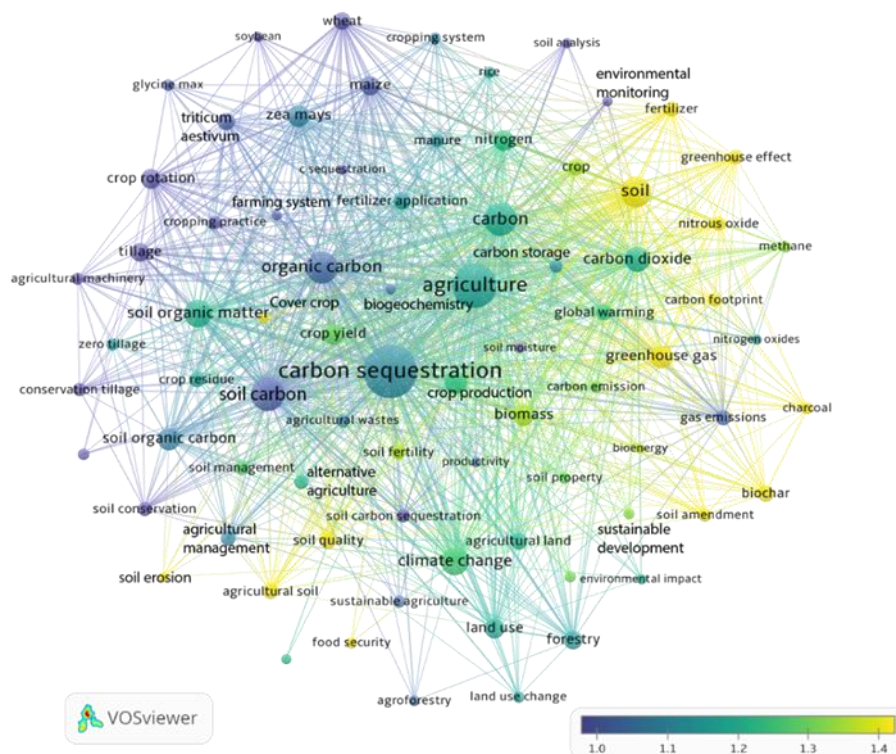 wheat
soybean
cropping system
soil analysis
glycine max
maize
rice
environmental
monitoring
fertilizer
triticum
aestivum
zea mays
manure
nitrogen
greenhouse effect
crop
crop rotation
c sequestration
soil
farming system
fertilizer application
cropping practice
carbon
nitrous oxide
tillage
carbon storage
carbon dioxide
methane
organic carbon
agricultural machinery
agriculture
biogeochemistry
Cover crop
carbon footprint
soil organic matter
global warming
crop yield
nitrogen oxides
zero tillage
soil moisture
greenhouse gas
carbon sequestration
crop residue
conservation tillage
soil carbon
crop production
carbon emission
charcoal
agricultural wastes
biomass
gas emissions
soil organic carbon
soil fertility
bioenergy
productivity
soil management
alternative
agriculture
soil property
biochar
soil conservation
soil carbon sequestration
soil amendment
agricultural
management
soil quality
agricultural land
sustainable
development
climate change
soil erosion
agricultural soil
environmental impact
sustainable agriculture
land use
forestry
food security
agroforestry
land use change
VOSviewer
1.0 1.1 1.2 1.3 1.4